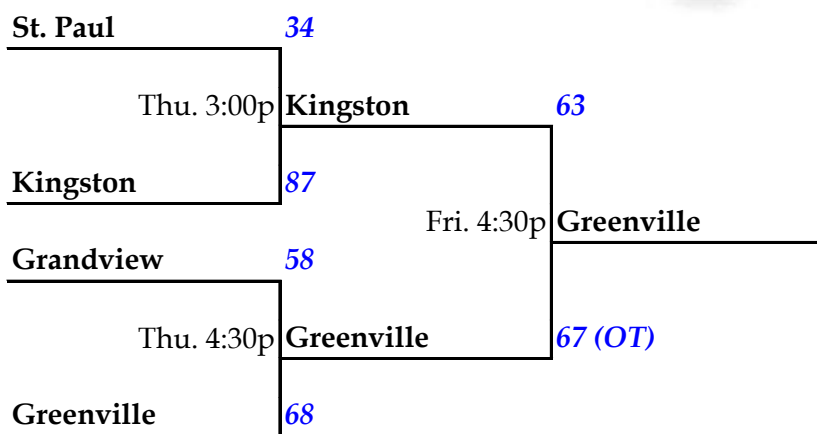 St. Paul 34
Thu. 3:00p Kingston 63
Kingston 87
Fri. 4:30p Greenville
Grandview 58
Thu. 4:30p Greenville 67 (OT)
Greenville 68